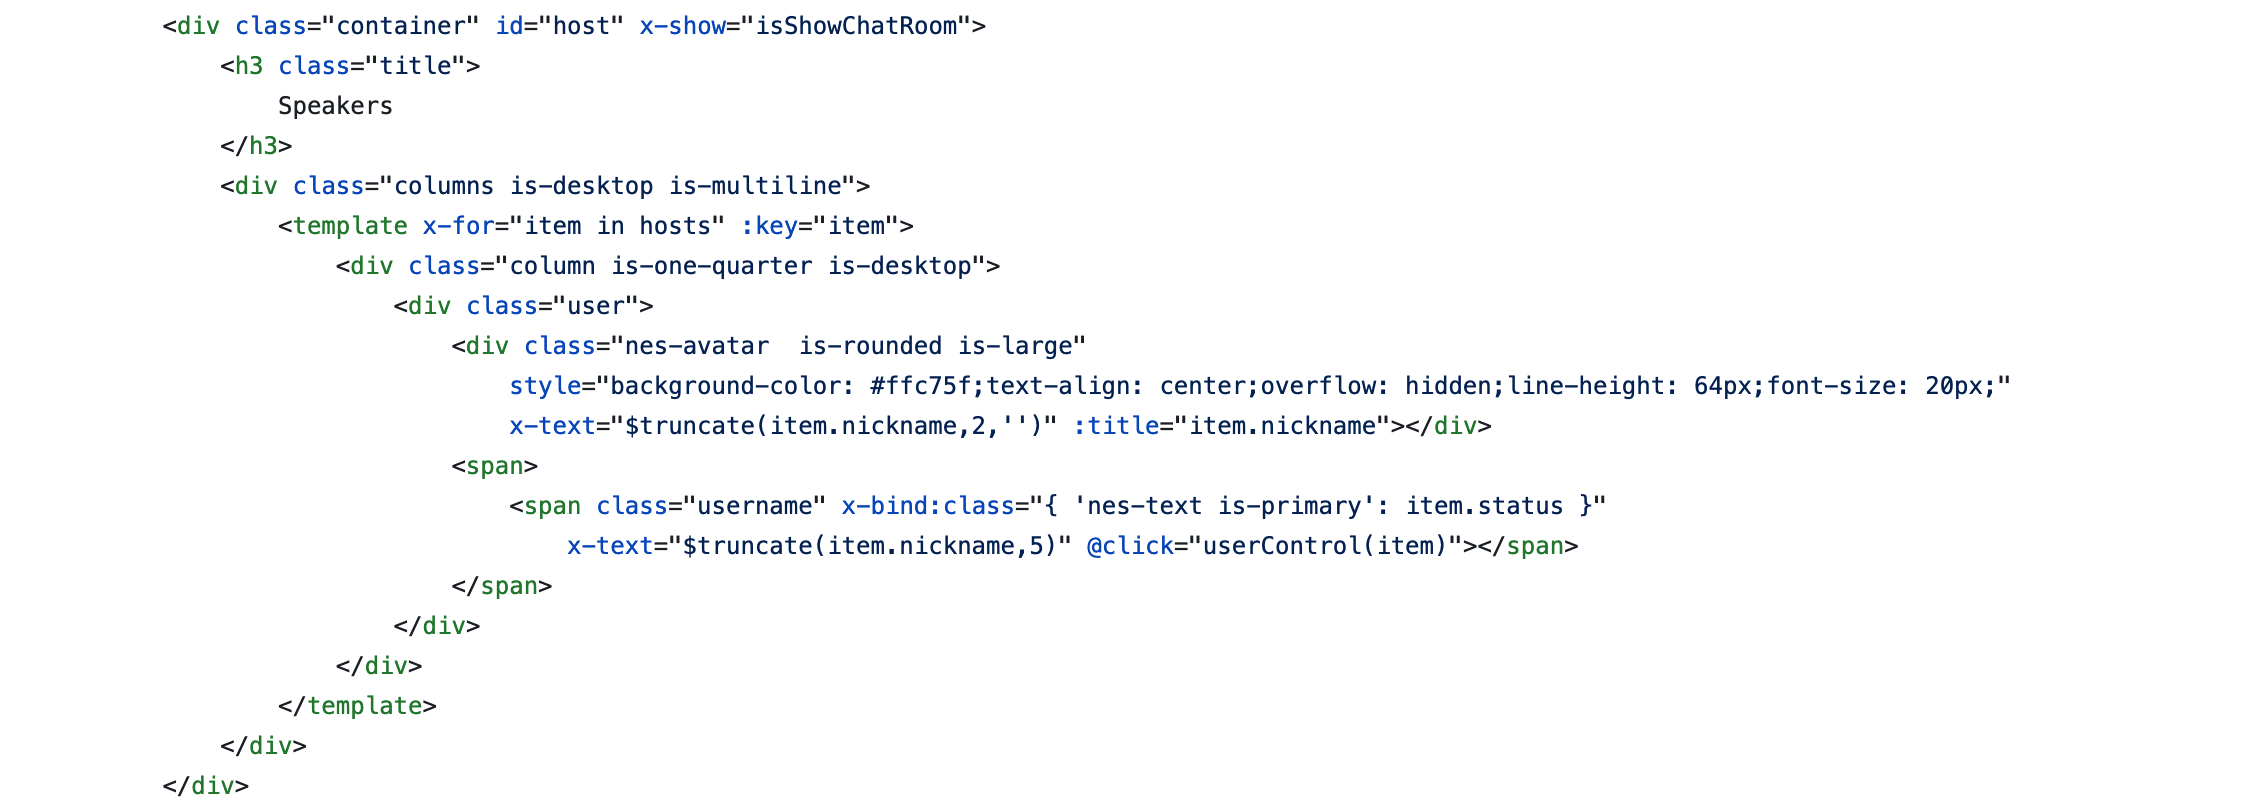 <div class="container" id="host" x-show="isShowChatRoom">
    <h3 class="title">
        Speakers
    </h3>
    <div class="columns is-desktop is-multiline">
        <template x-for="item in hosts" :key="item">
            <div class="column is-one-quarter is-desktop">
                <div class="user">
                    <div class="nes-avatar  is-rounded is-large"
                        style="background-color: #ffc75f;text-align: center;overflow: hidden;line-height: 64px;font-size: 20px;"
                        x-text="$truncate(item.nickname,2,'')" :title="item.nickname"></div>
                    <span>
                        <span class="username" x-bind:class="{ 'nes-text is-primary': item.status }"
                            x-text="$truncate(item.nickname,5)" @click="userControl(item)"></span>
                    </span>
                </div>
            </div>
        </template>
    </div>
</div>